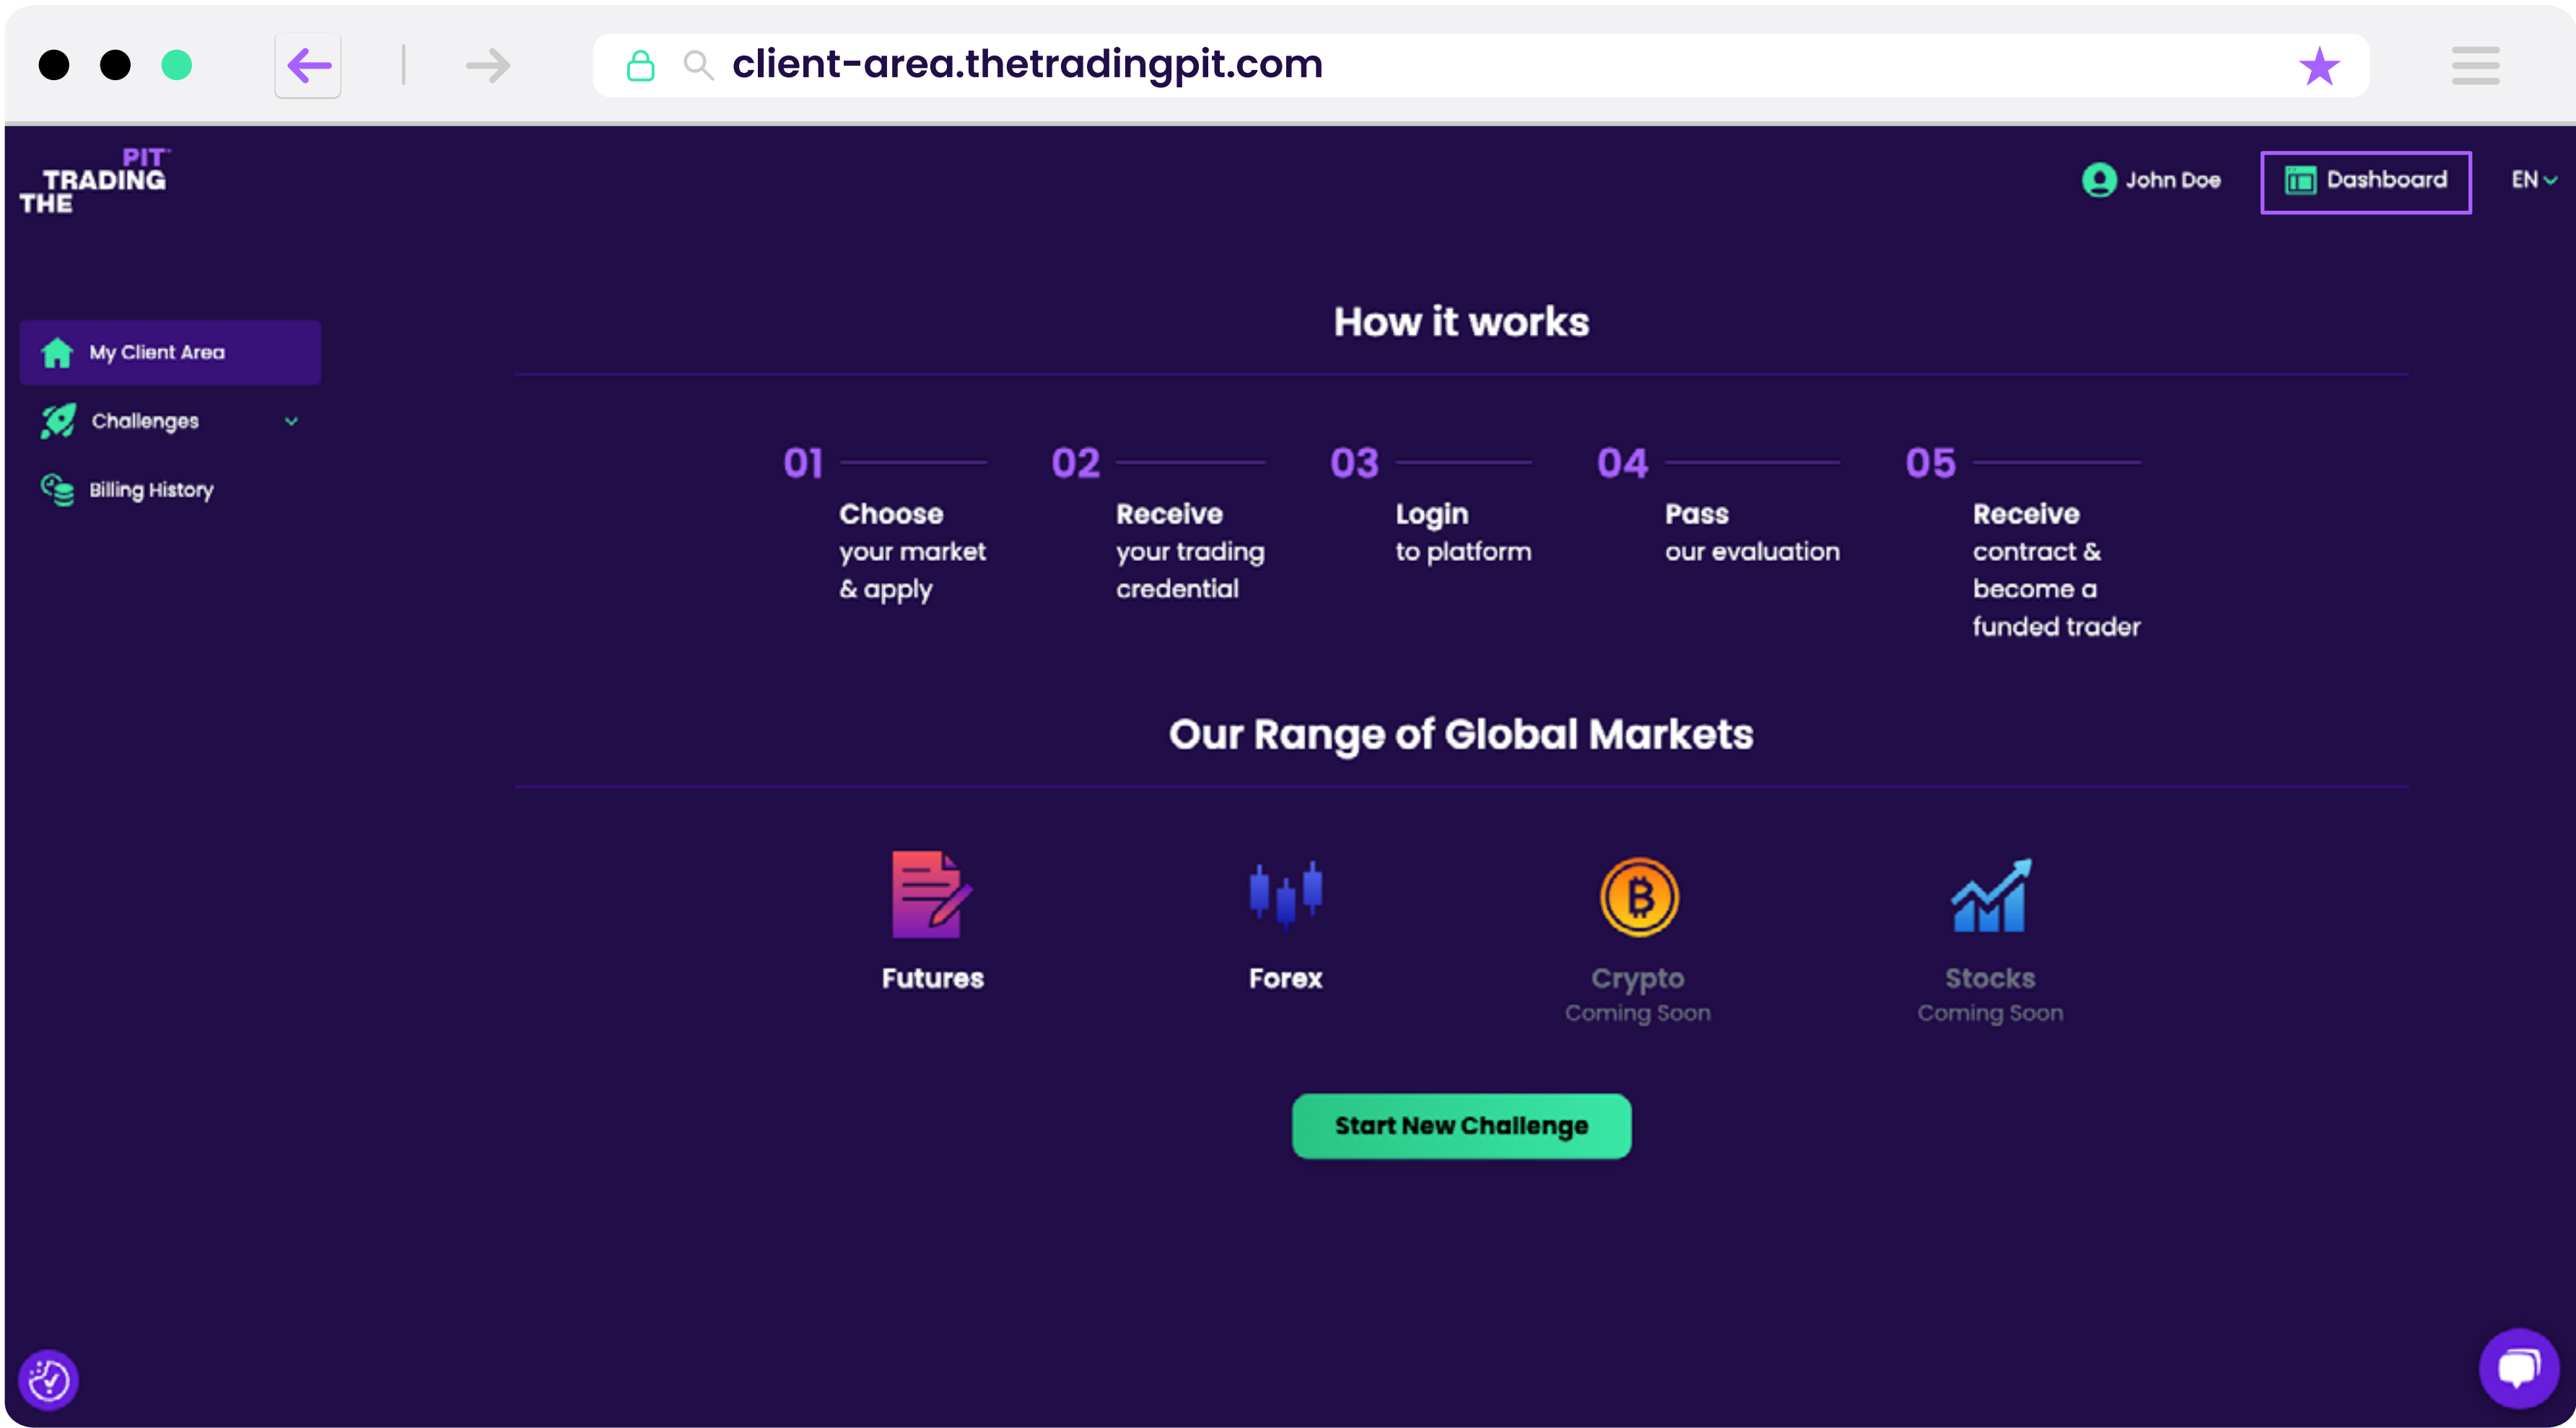 client-area.thetradingpit.com
PIT
TRADING
THE
John Doe
Dashboard
EN
My Client Area
Challenges
Billing History
How it works
01
Choose
your market
& apply
02
Receive
your trading
credential
03
Login
to platform
04
Pass
our evaluation
05
Receive
contract &
become a
funded trader
Our Range of Global Markets
Futures
Forex
Crypto
Coming Soon
Stocks
Coming Soon
Start New Challenge